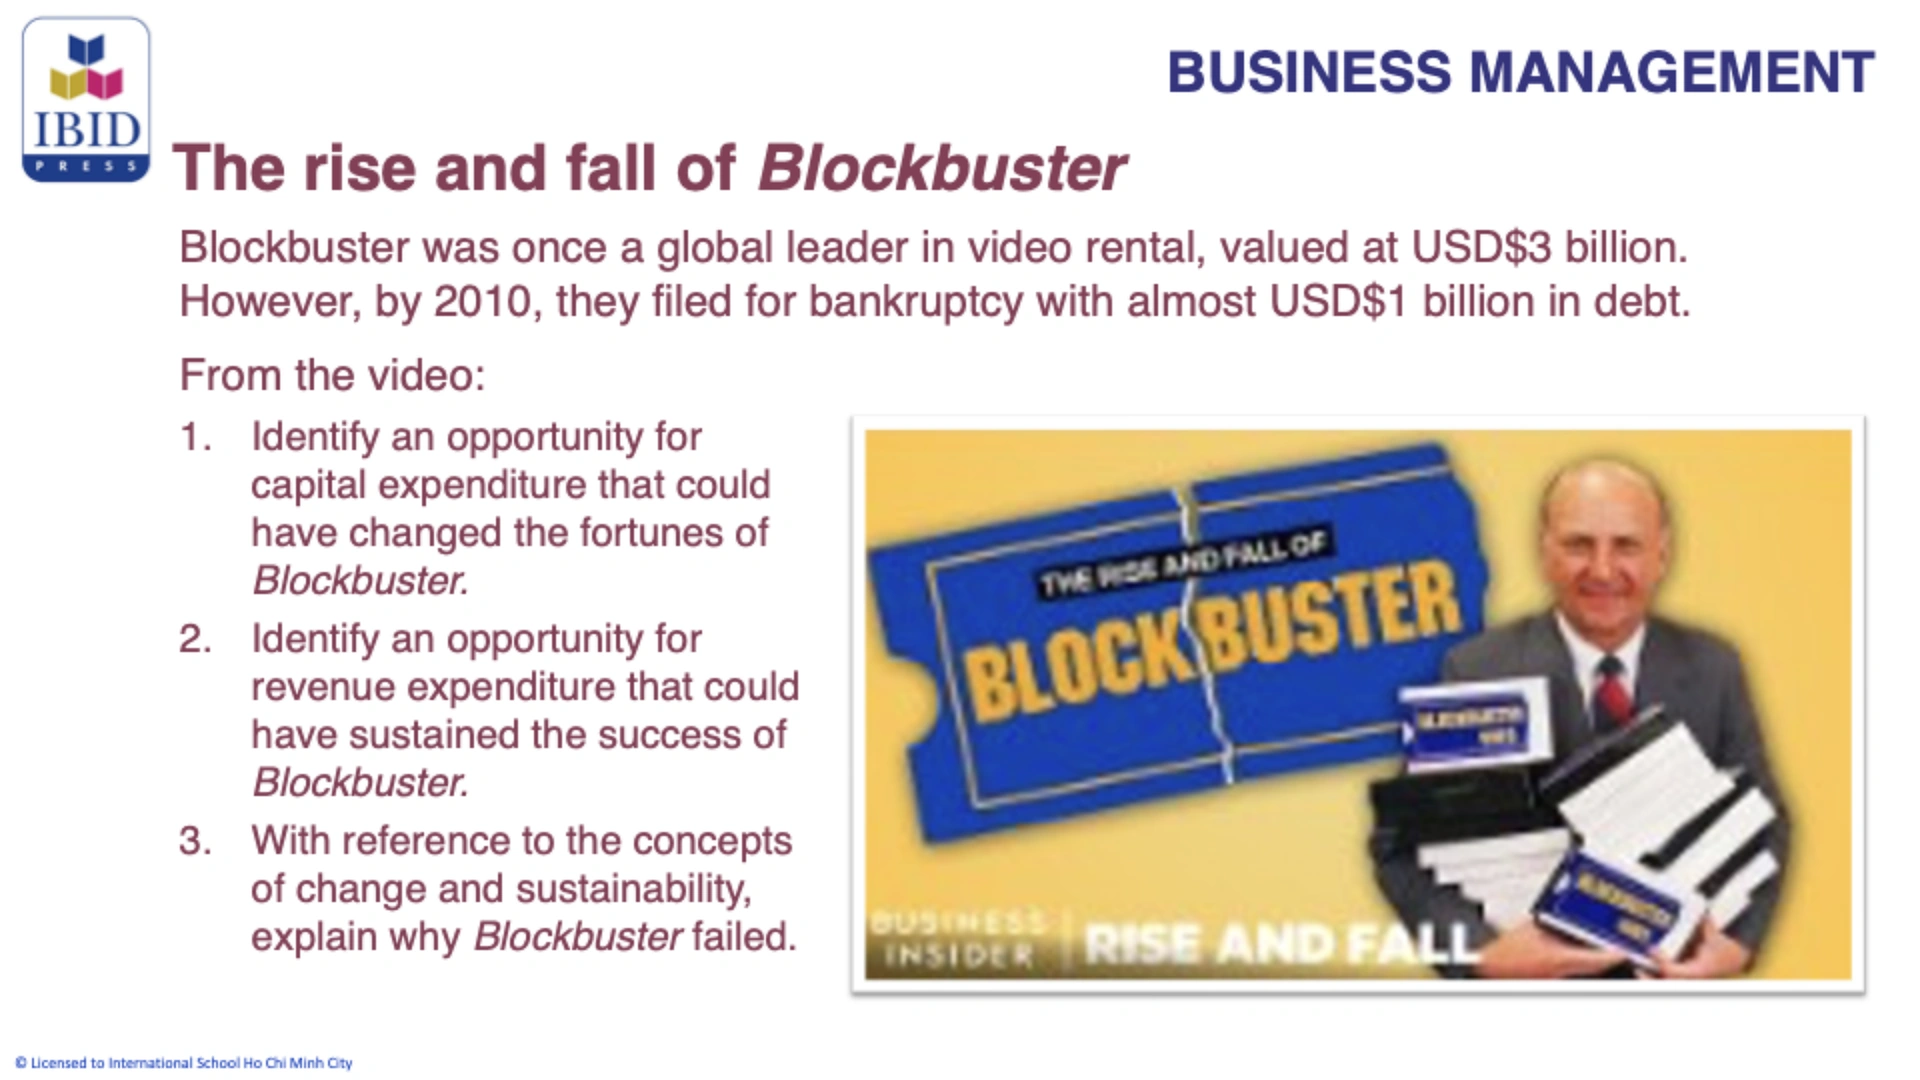 BUSINESS MANAGEMENT
IBID
PRESS
The rise and fall of Blockbuster
Blockbuster was once a global leader in video rental, valued at USD$3 billion.
However, by 2010, they filed for bankruptcy with almost USD$1 billion in debt.
From the video:
1. Identify an opportunity for
capital expenditure that could
have changed the fortunes of
Blockbuster.
2. Identify an opportunity for
revenue expenditure that could
have sustained the success of
Blockbuster.
3. With reference to the concepts
of change and sustainability,
explain why Blockbuster failed.
THE RISE AND FALL OF
BLOCKBUSTER
BUSINESS
INSIDER
RISE AND FALL
© Licensed to International School Ho Chi Minh City